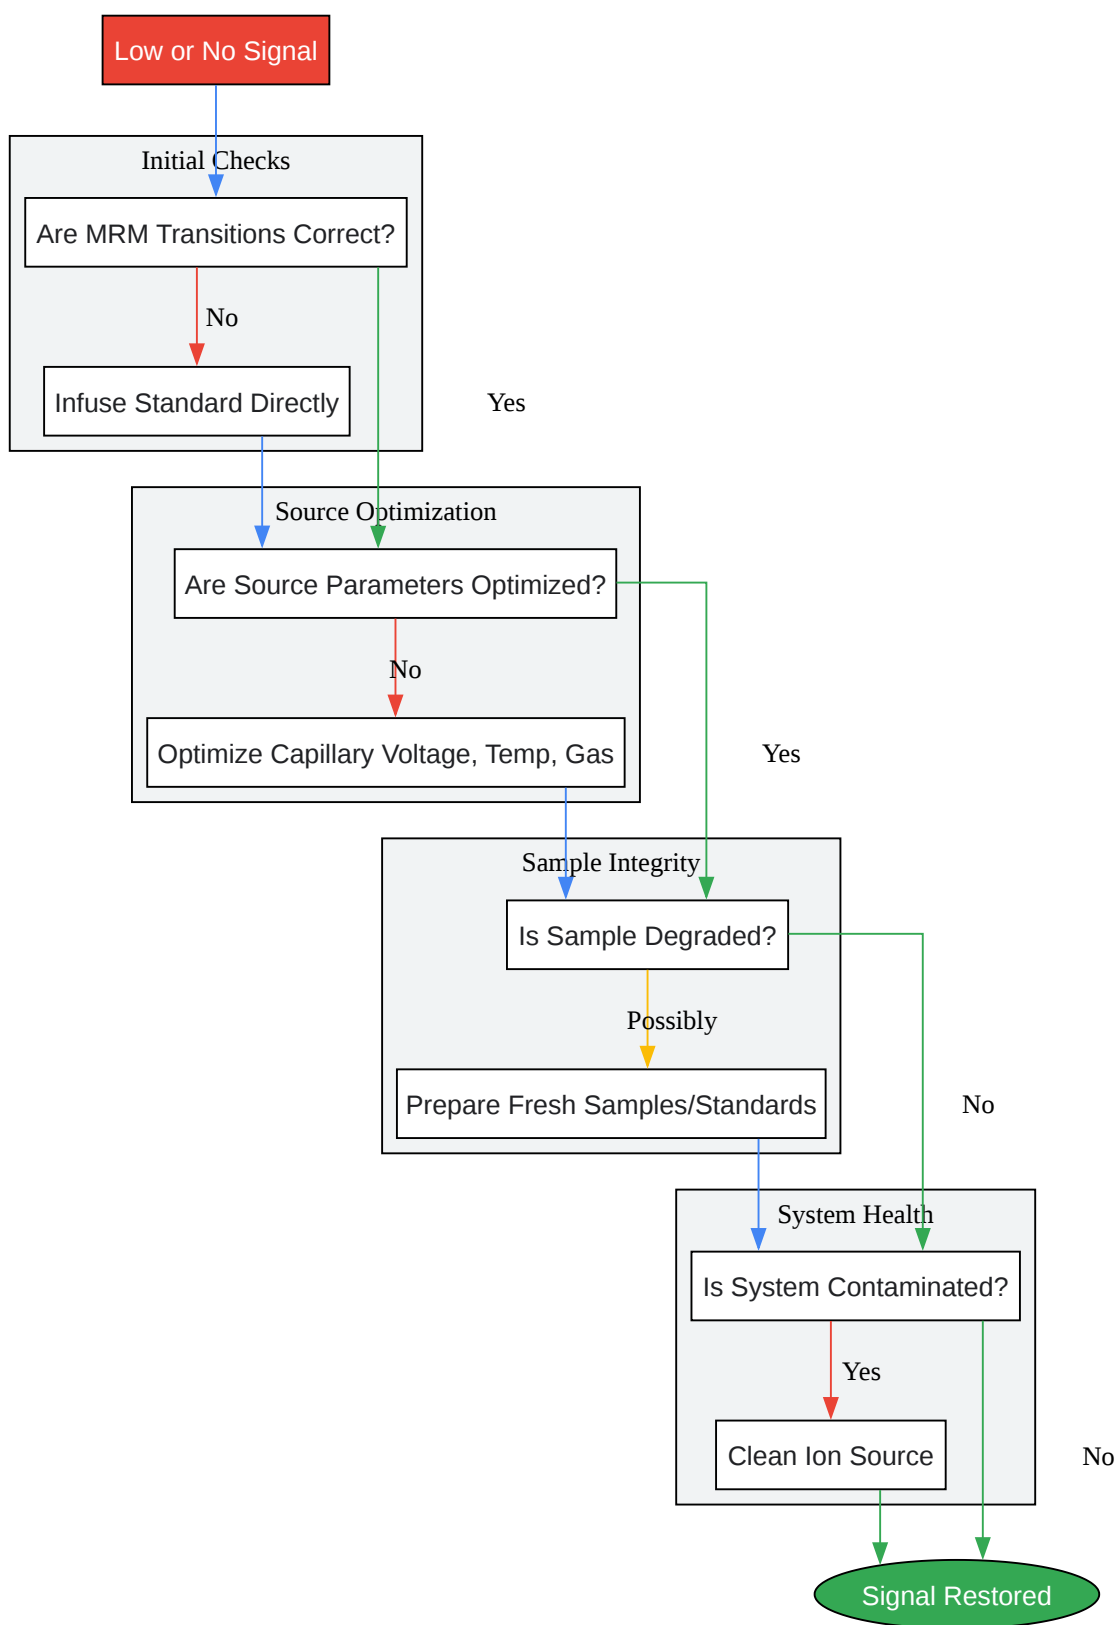 Low or No Signal
Initial Checks
Are MRM Transitions Correct?
No
Infuse Standard Directly
Yes
Source Optimization
Are Source Parameters Optimized?
No
Optimize Capillary Voltage, Temp, Gas
Yes
Sample Integrity
Is Sample Degraded?
Possibly
Prepare Fresh Samples/Standards
No
System Health
Is System Contaminated?
Yes
Clean Ion Source
No
Signal Restored